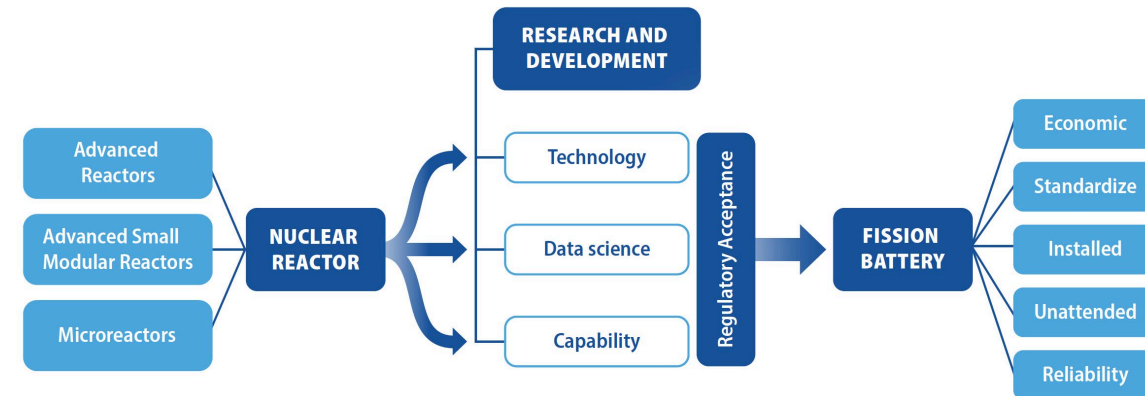 RESEARCH AND
DEVELOPMENT
Advanced
Reactors
Advanced Small
Modular Reactors
Microreactors
NUCLEAR
REACTOR
Technology
Data science
Capability
Regulatory Acceptance
FISSION
BATTERY
Economic
Standardize
Installed
Unattended
Reliability